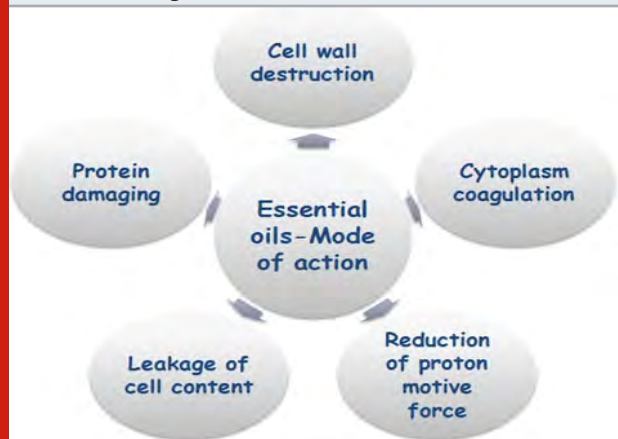 Cell wall
destruction
Protein
damaging
Cytoplasm
coagulation
Essential
oils-Mode
of action
Leakage of
cell content
Reduction
of proton
motive
force